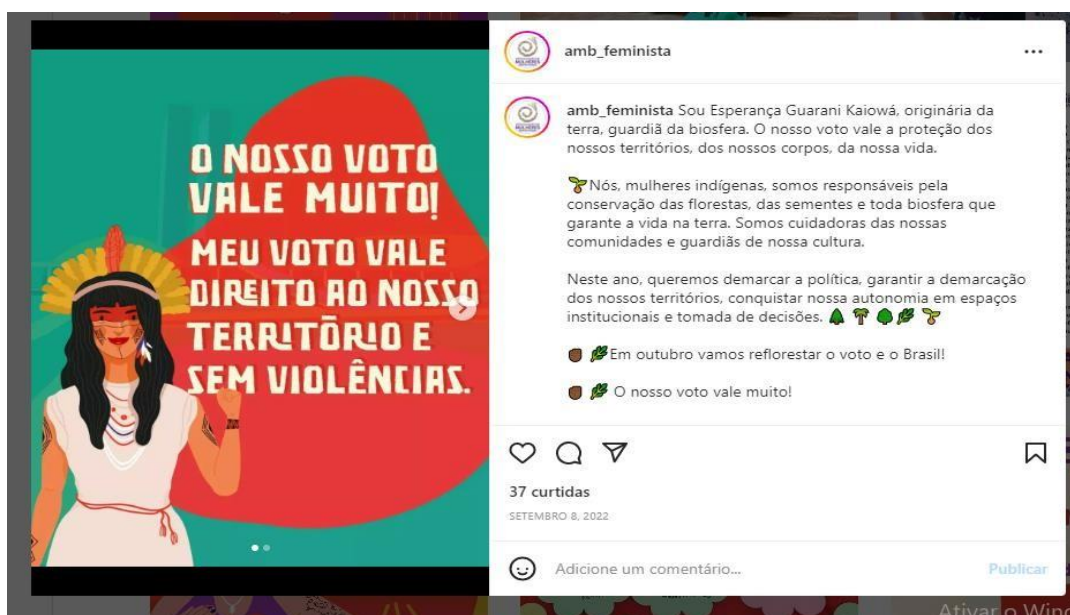 amb_feminista
amb_feminista Sou Esperança Guarani Kaiowá, originária da
terra, guardiã da biosfera. O nosso voto vale a proteção dos
nossos territórios, dos nossos corpos, da nossa vida.
Nós, mulheres indígenas, somos responsáveis pela
conservação das florestas, das sementes e toda biosfera que
garante a vida na terra. Somos cuidadoras das nossas
comunidades e guardiãs de nossa cultura.
Neste ano, queremos demarcar a política, garantir a demarcação
dos nossos territórios, conquistar nossa autonomia em espaços
institucionais e tomada de decisões.
Em outubro vamos reflorestar o voto e o Brasil!
O nosso voto vale muito!
37 curtidas
SETEMBRO 8, 2022
Adicione um comentário...
Publicar
O NOSSO VOTO
VALE MUITO!
MEU VOTO VALE
DIREITO AO NOSSO
TERRITÓRIO E
SEM VIOLÊNCIAS.
Ativar o Wind